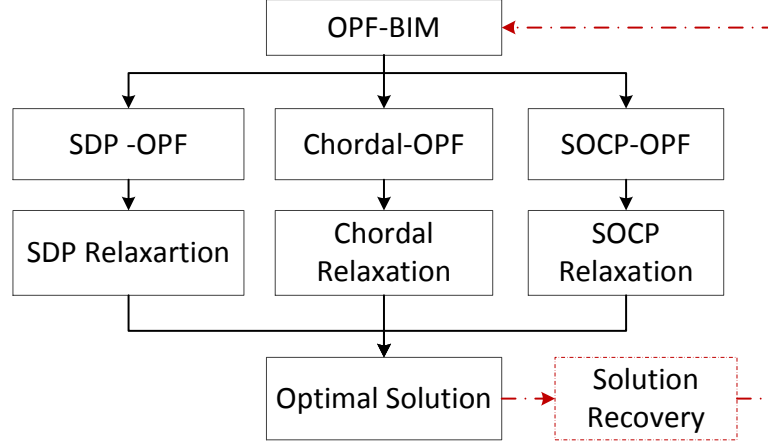 OPF-BIM
SDP -OPF
Chordal-OPF
SOCP-OPF
SDP Relaxartion
Chordal
Relaxation
SOCP
Relaxation
Optimal Solution
Solution
Recovery